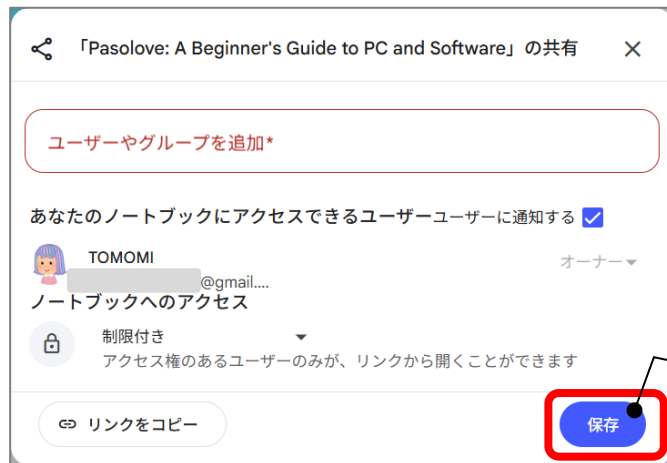 「Pasolove: A Beginner's Guide to PC and Software」の共有
ユーザーやグループを追加*
あなたのノートブックにアクセスできるユーザーユーザーに通知する
TOMOMI
オーナー
@gmail....
ノートブックへのアクセス
制限付き
アクセス権のあるユーザーのみが、リンクから開くことができます
リンクをコピー
保存